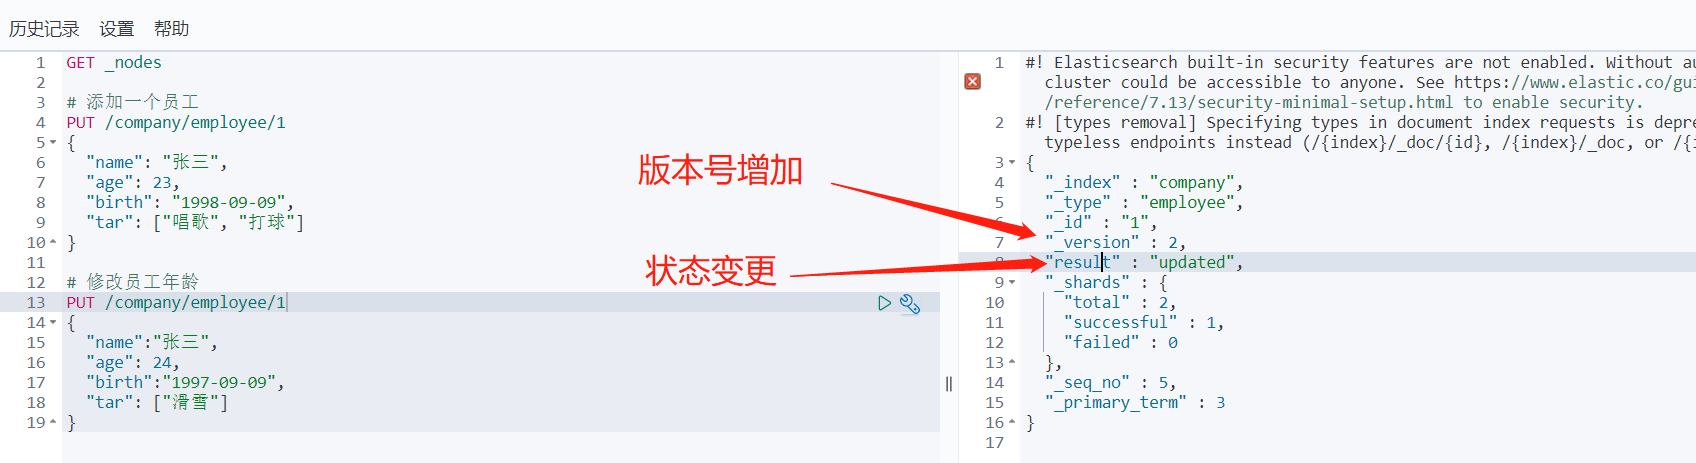 历史记录 设置 帮助
1 GET _nodes
2
3 # 添加一个员工
4 PUT /company/employee/1
5 {
6 "name": "张三",
7 "age": 23,
8 "birth": "1998-09-09",
9 "tar": ["唱歌", "打球"]
10 }
11
12 # 修改员工年龄
13 PUT /company/employee/1
14 {
15 "name":"张三",
16 "age": 24,
17 "birth":"1997-09-09",
18 "tar": ["滑雪"]
19 }
版本号增加
状态变更
1 #! Elasticsearch built-in security features are not enabled. Without au
cluster could be accessible to anyone. See https://www.elastic.co/gui
/reference/7.13/security-minimal-setup.html to enable security.
2 #! [types removal] Specifying types in document index requests is depre
typeless endpoints instead (/{index}/_doc/{id}, /{index}/_doc, or /{i
3 {
4 "_index" : "company",
5 "_type" : "employee",
6 "_id" : "1",
7 "_version" : 2,
8 "result" : "updated",
9 "_shards" : {
10 "total" : 2,
11 "successful" : 1,
12 "failed" : 0
13 },
14 "_seq_no" : 5,
15 "_primary_term" : 3
16 }
17